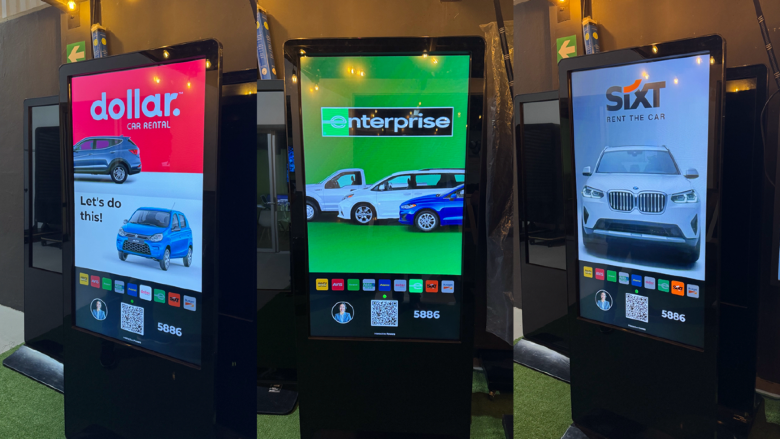 dollar.
CAR RENTAL
Let's do
this!
5886
enterprise
5886
SIXT
RENT THE CAR
5886